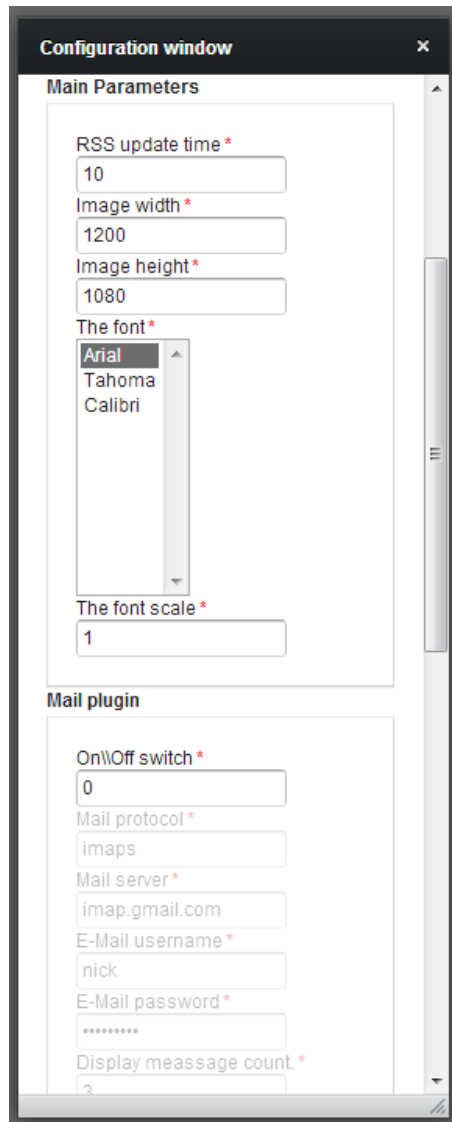 Configuration window ×
Main Parameters
RSS update time *
10
Image width *
1200
Image height *
1080
The font *
Arial
Tahoma
Calibri
The font scale *
1
Mail plugin
On\\Off switch *
0
Mail protocol *
imaps
Mail server *
imap.gmail.com
E-Mail username *
nick
E-Mail password *
•••••••••
Display meassage count. *
3